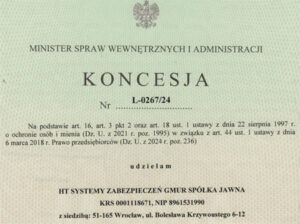 MINISTER SPRAW WEWNĘTRZNYCH I ADMINISTRACJI
KONCESJA
Nr L-0267/24
Na podstawie art. 16, art. 3 pkt 2 oraz art. 18 ust. 1 ustawy z dnia 22 sierpnia 1997 r.
o ochronie osób i mienia (Dz. U. z 2021 r. poz. 1995) w związku z art. 44 ust. 1 ustawy z dnia
6 marca 2018 r. Prawo przedsiębiorców (Dz. U. z 2024 r. poz. 236)
udzielam
HT SYSTEMY ZABEZPIECZEŃ GMUR SPÓŁKA JAWNA
KRS 0001118671, NIP 8961531990
z siedzibą: 51-165 Wrocław, ul. Bolesława Krzywoustego 6-12